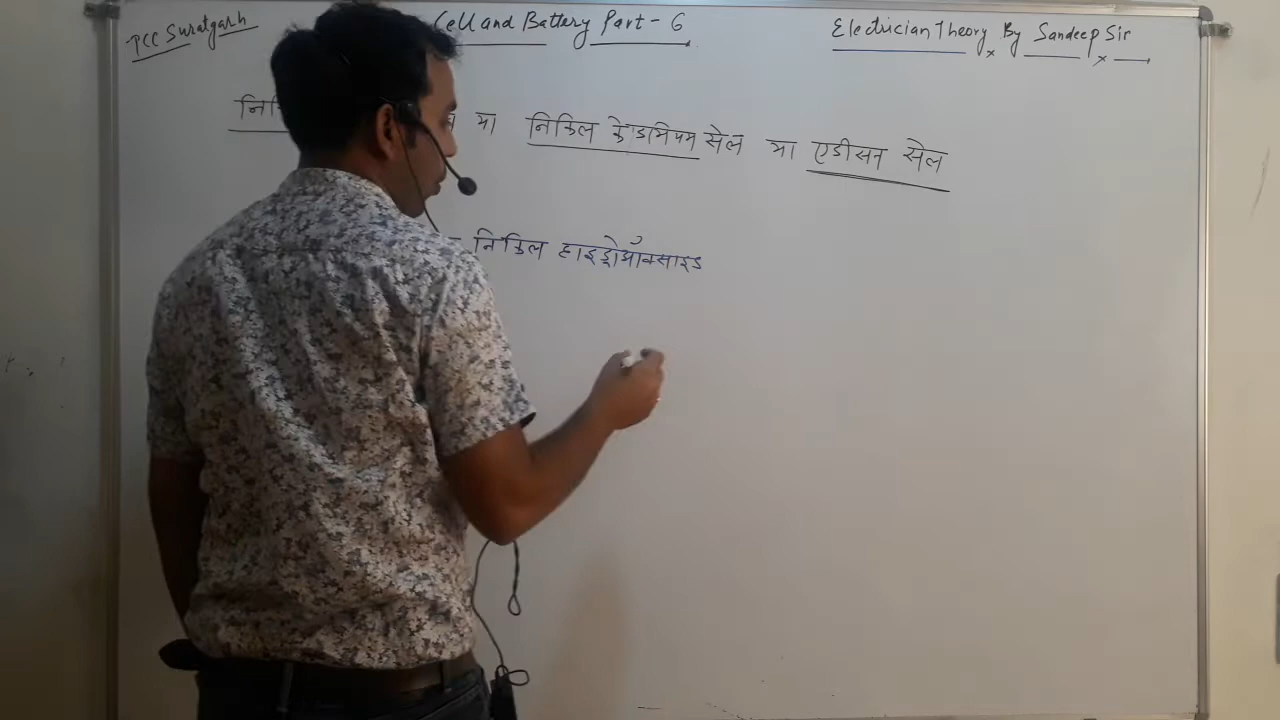 PCC Suratgarh
Cell and Battery Part - 6
Electrician Theory By Sandeep Sir
या निकिल केडमियम सेल या एडीसन सेल
- निकिल हाइड्रोऑक्साइड